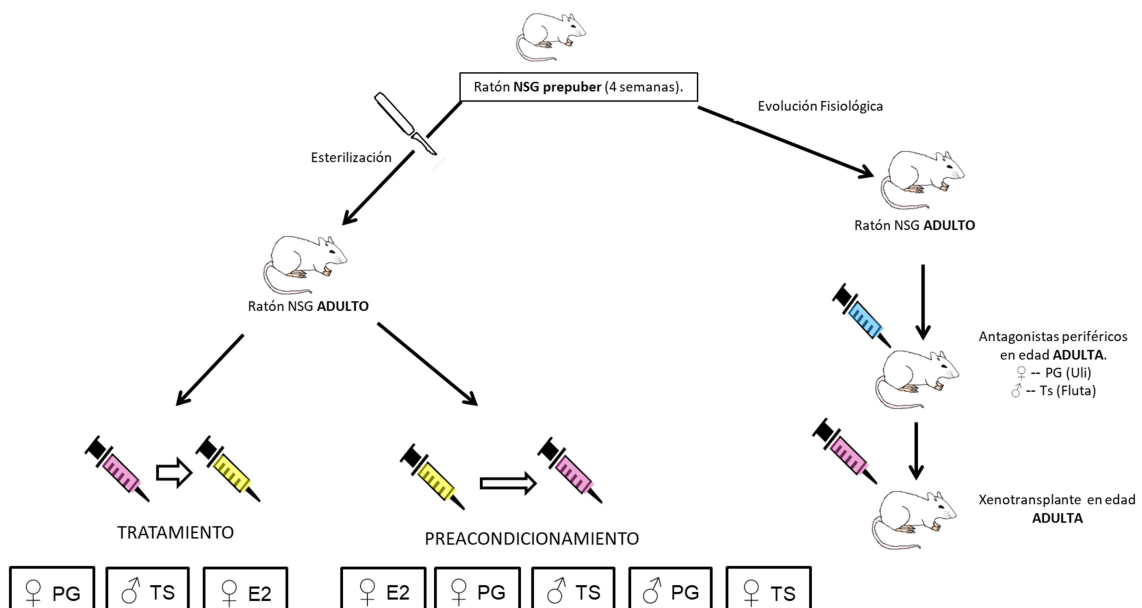 Ratón NSG prepuber (4 semanas).
Evolución Fisiológica
Esterilización
Ratón NSG ADULTO
Ratón NSG ADULTO
Antagonistas periféricos
en edad ADULTA.
♀ -- PG (Uli)
♂ -- Ts (Fluta)
Xenotransplante en edad
ADULTA
TRATAMIENTO
PREACONDICIONAMIENTO
♀ PG
♂ TS
♀ E2
♀ E2
♀ PG
♂ TS
♂ PG
♀ TS